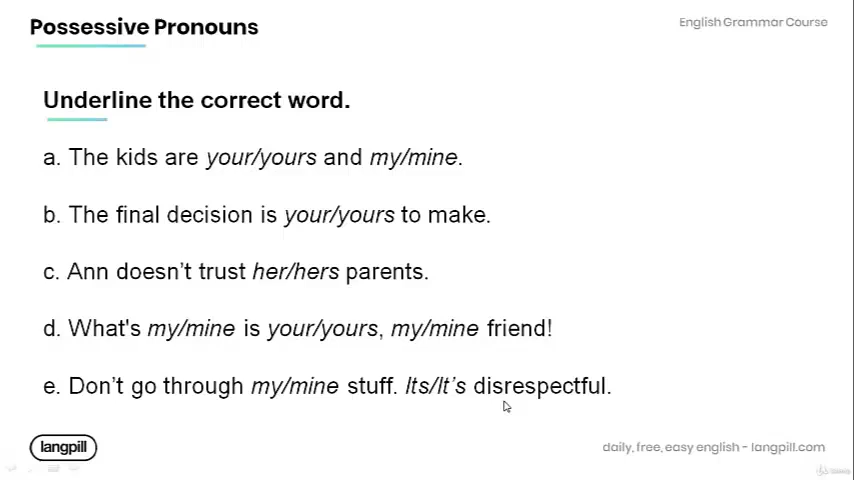 Possessive Pronouns
English Grammar Course
Underline the correct word.
a. The kids are your/yours and my/mine.
b. The final decision is your/yours to make.
c. Ann doesn't trust her/hers parents.
d. What's my/mine is your/yours, my/mine friend!
e. Don't go through my/mine stuff. Its/It's disrespectful.
langpill
daily, free, easy english - langpill.com